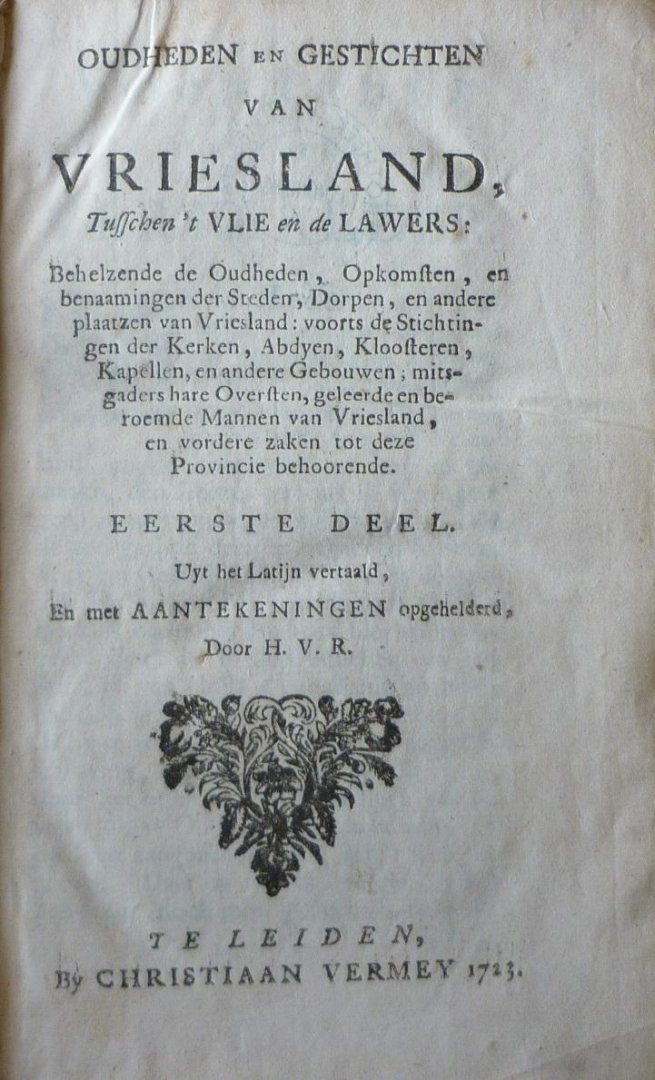 OUDHEDEN EN GESTICHTEN
VAN
VRIESLAND,
Tuſſchen 't VLIE en de LAWERS:
Behelzende de Oudheden, Opkomſten, en
benaamingen der Steden, Dorpen, en andere
plaatzen van Vriesland: voorts de Stichtin-
gen der Kerken, Abdyen, Klooſteren,
Kapellen, en andere Gebouwen; mits-
gaders hare Overſten, geleerde en be-
roemde Mannen van Vriesland,
en vordere zaken tot deze
Provincie behoorende.
EERSTE DEEL.
Uyt het Latijn vertaald,
En met AANTEKENINGEN opgehelderd,
Door H. V. R.
TE LEIDEN,
By CHRISTIAAN VERMEY 1723.